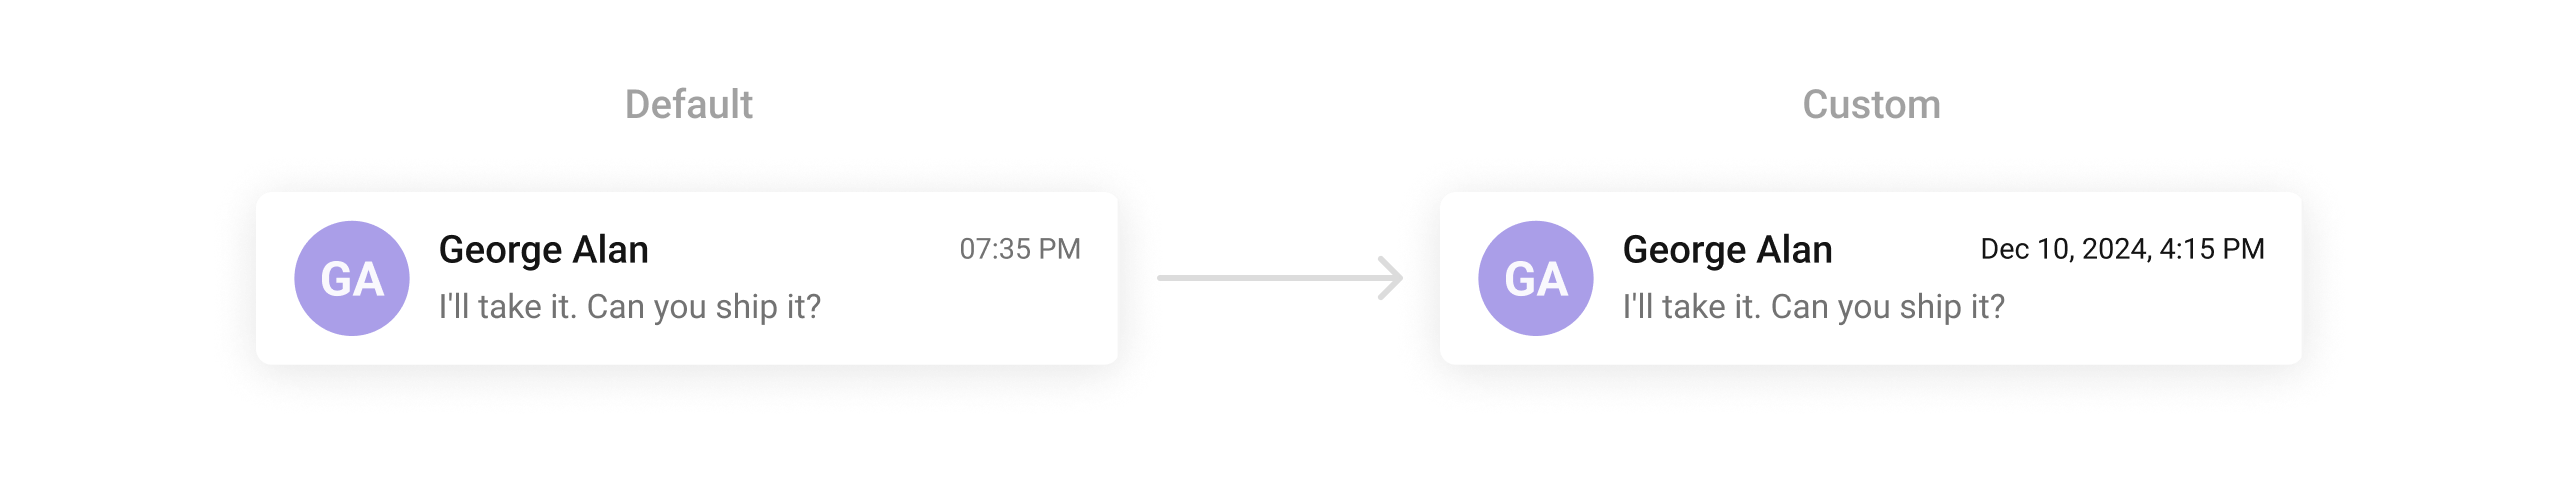 Default
Custom
GA
George Alan
07:35 PM
I'll take it. Can you ship it?
GA
George Alan
Dec 10, 2024, 4:15 PM
I'll take it. Can you ship it?